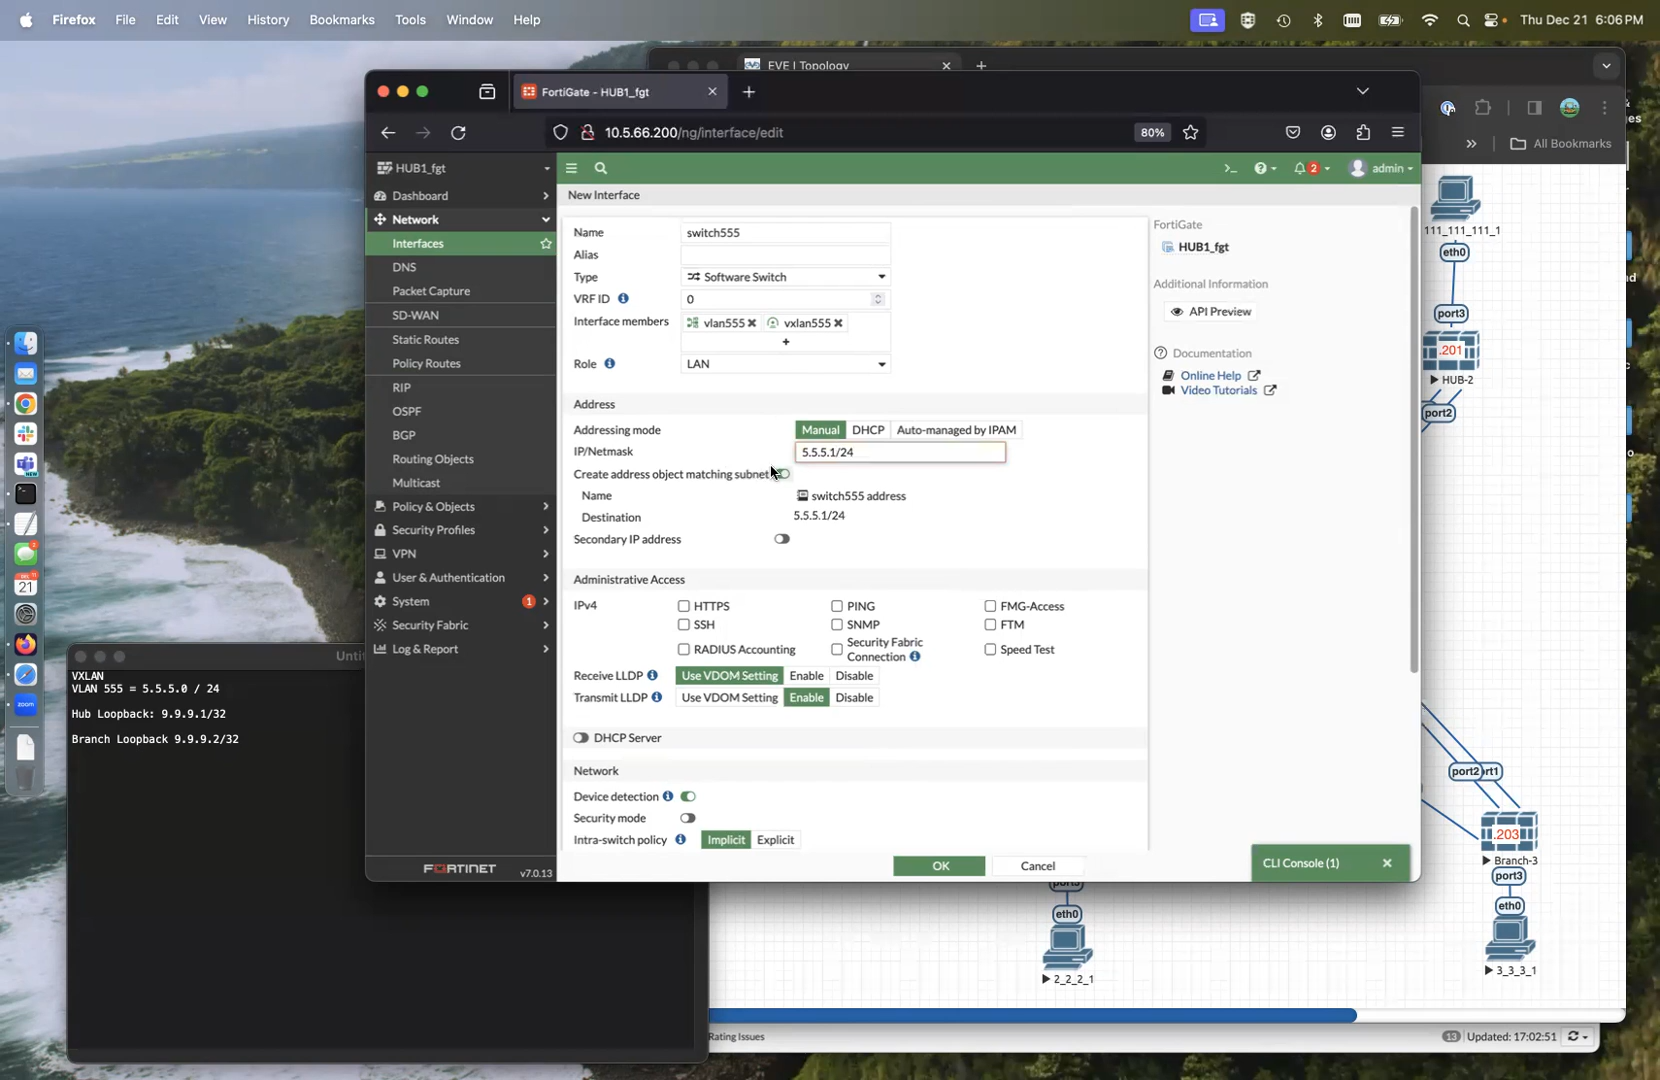 Firefox File Edit View History Bookmarks Tools Window Help Thu Dec 21 6:06 PM
EVE | Topology
FortiGate - HUB1_fgt
10.5.66.200/ng/interface/edit 80%
All Bookmarks
HUB1_fgt
Dashboard
Network
Interfaces
DNS
Packet Capture
SD-WAN
Static Routes
Policy Routes
RIP
OSPF
BGP
Routing Objects
Multicast
Policy & Objects
Security Profiles
VPN
User & Authentication
System 1
Security Fabric
Log & Report
FORTINET v7.0.13
>_ 2 admin
New Interface
Name switch555
Alias
Type Software Switch
VRF ID 0
Interface members vlan555 vxlan555
+
Role LAN
Address
Addressing mode Manual DHCP Auto-managed by IPAM
IP/Netmask 5.5.5.1/24
Create address object matching subnet
Name switch555 address
Destination 5.5.5.1/24
Secondary IP address
Administrative Access
IPv4 HTTPS PING FMG-Access
SSH SNMP FTM
RADIUS Accounting Security Fabric Connection Speed Test
Receive LLDP Use VDOM Setting Enable Disable
Transmit LLDP Use VDOM Setting Enable Disable
DHCP Server
Network
Device detection
Security mode
Intra-switch policy Implicit Explicit
OK Cancel
FortiGate
HUB1_fgt
Additional Information
API Preview
Documentation
Online Help
Video Tutorials
CLI Console (1)
VXLAN
VLAN 555 = 5.5.5.0 / 24
Hub Loopback: 9.9.9.1/32
Branch Loopback 9.9.9.2/32
111_111_111_1
eth0
port3
.201
HUB-2
port2
port2
.203
Branch-3
port3
eth0
3_3_3_1
eth0
2_2_2_1
Rating Issues 13 Updated: 17:02:51